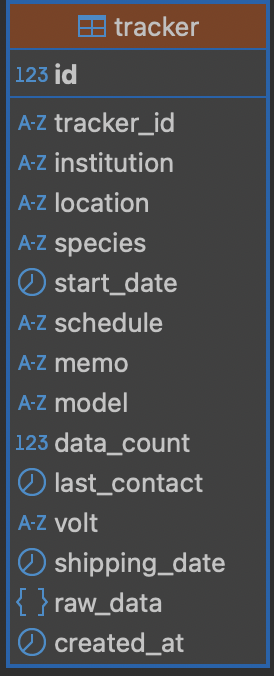 tracker
123 id
A-Z tracker_id
A-Z institution
A-Z location
A-Z species
start_date
A-Z schedule
A-Z memo
A-Z model
123 data_count
last_contact
A-Z volt
shipping_date
{ } raw_data
created_at